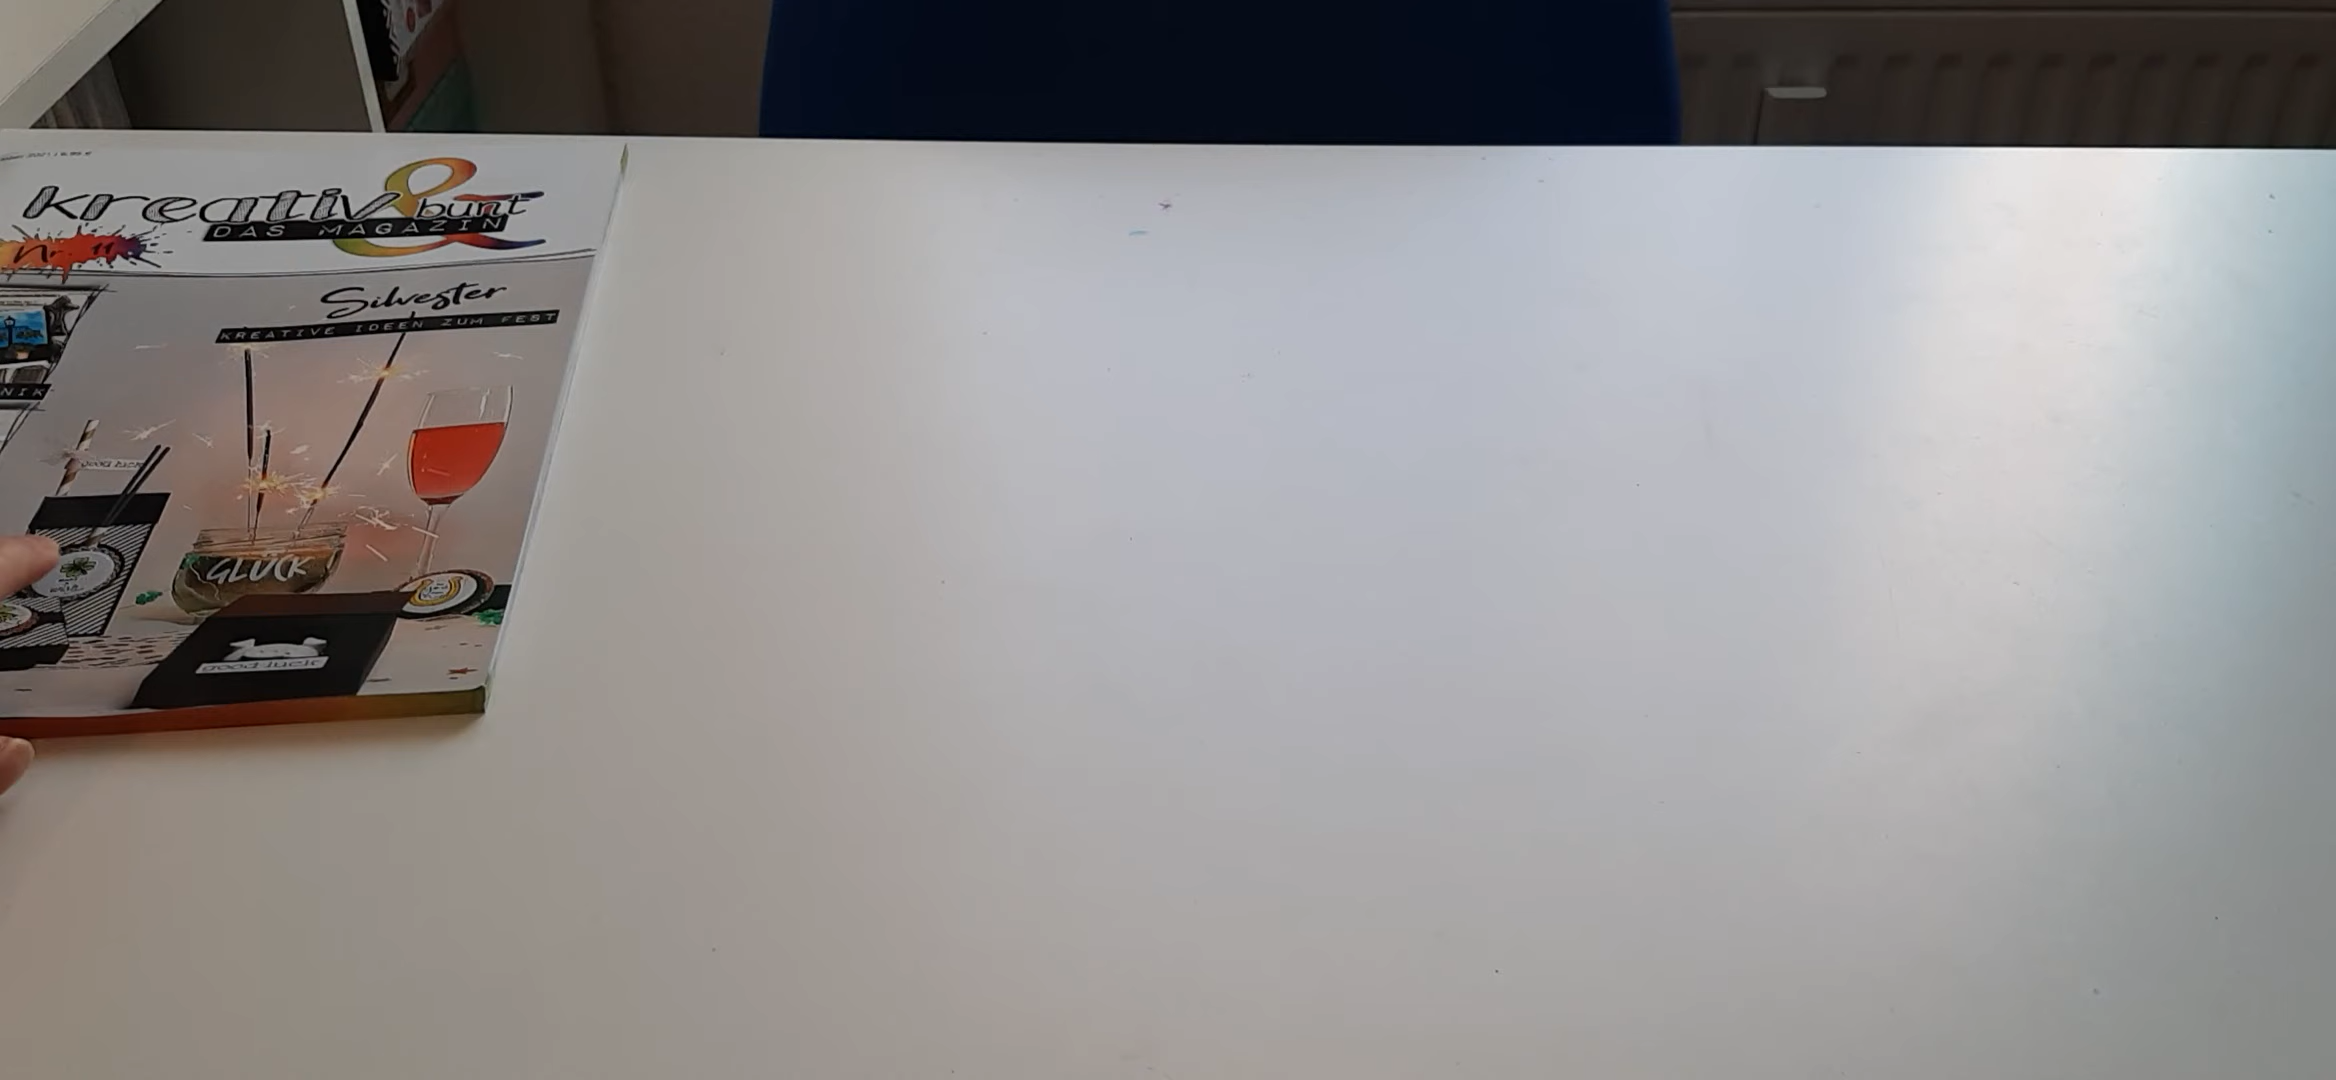 kreativ & bunt
DAS MAGAZIN
Nr. 11
Silvester
KREATIVE IDEEN ZUM FEST
NIK
good luck
GLÜCK
good luck